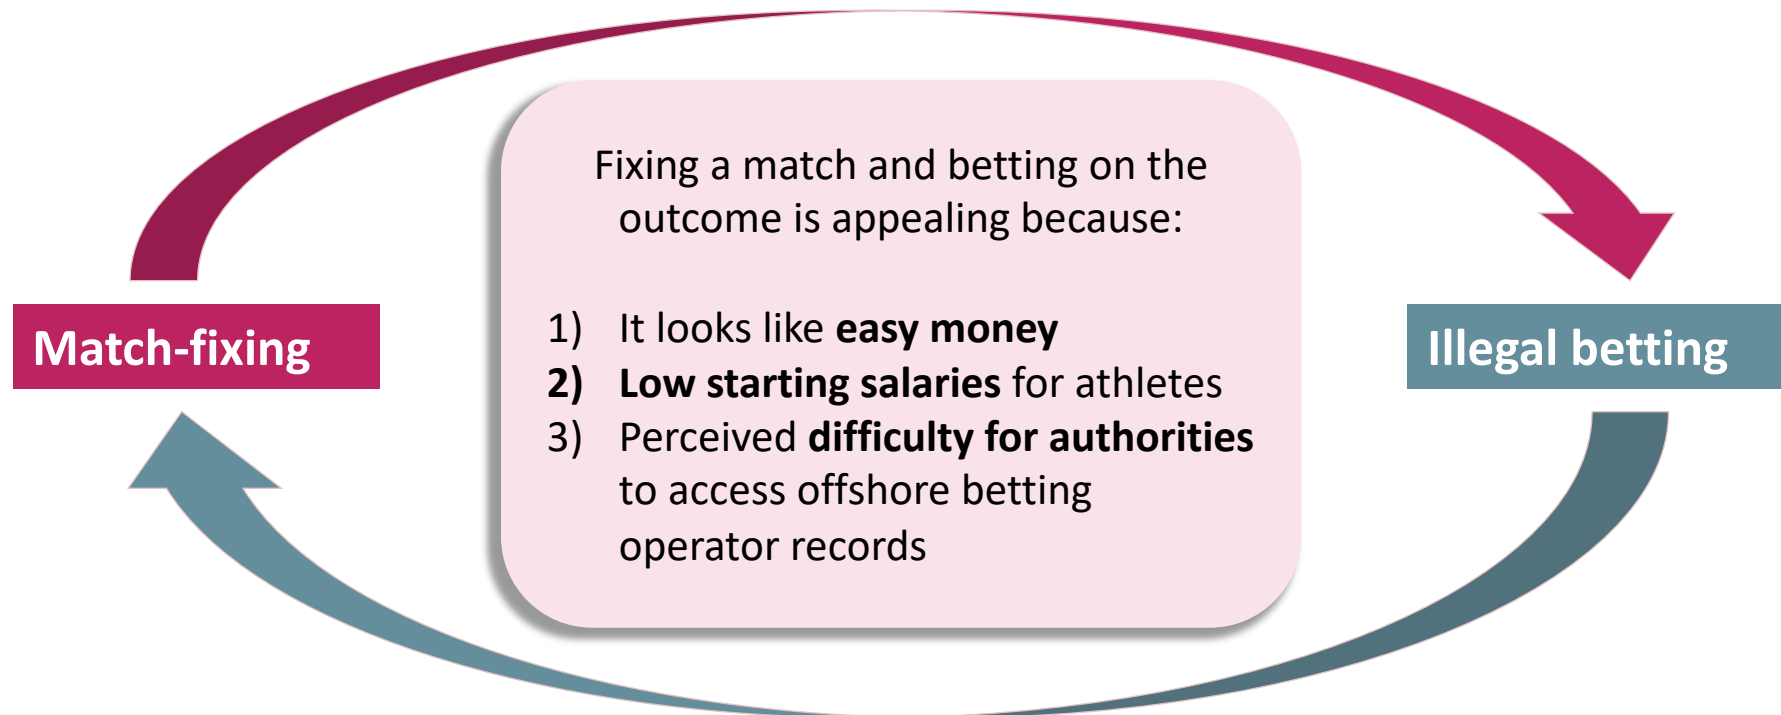 Fixing a match and betting on the
outcome is appealing because:
Match-fixing
1) It looks like easy money
2) Low starting salaries for athletes
3) Perceived difficulty for authorities
to access offshore betting
operator records
Illegal betting